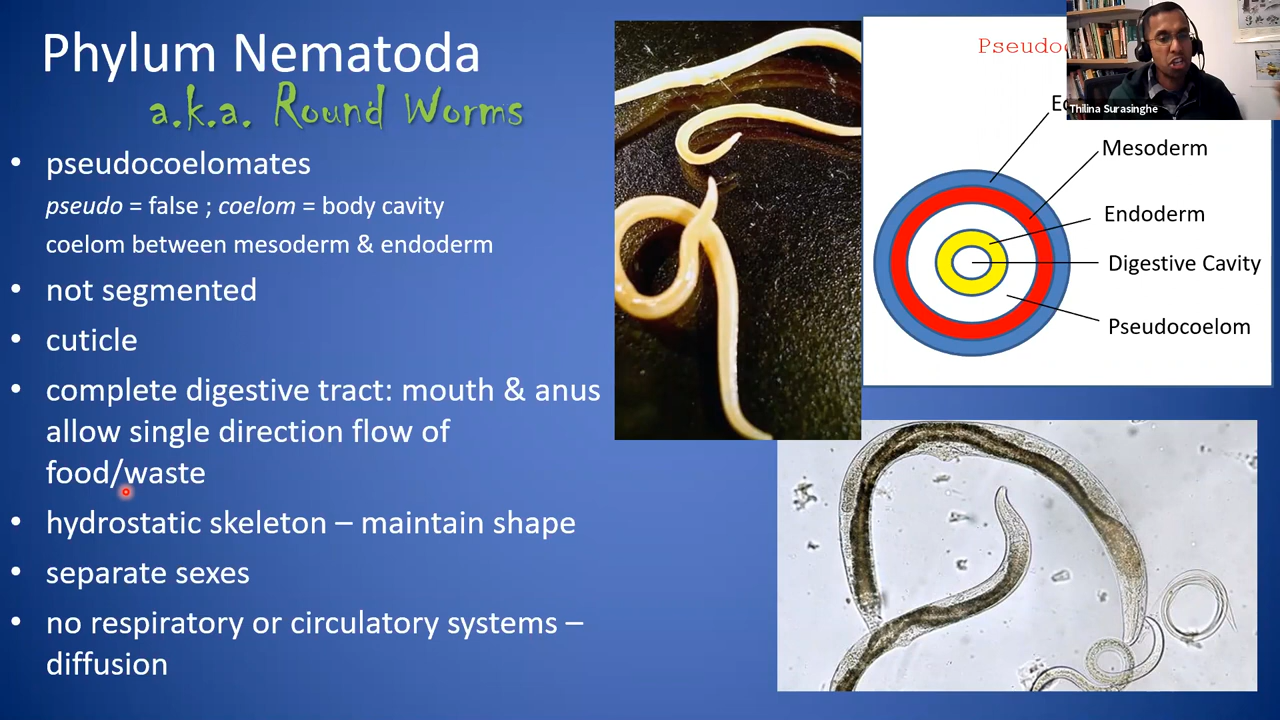 Phylum Nematoda
a.k.a. Round Worms
• pseudocoelomates
pseudo = false ; coelom = body cavity
coelom between mesoderm & endoderm
• not segmented
• cuticle
• complete digestive tract: mouth & anus
allow single direction flow of
food/waste
• hydrostatic skeleton – maintain shape
• separate sexes
• no respiratory or circulatory systems –
diffusion
Thilina Surasinghe
Mesoderm
Endoderm
Digestive Cavity
Pseudocoelom